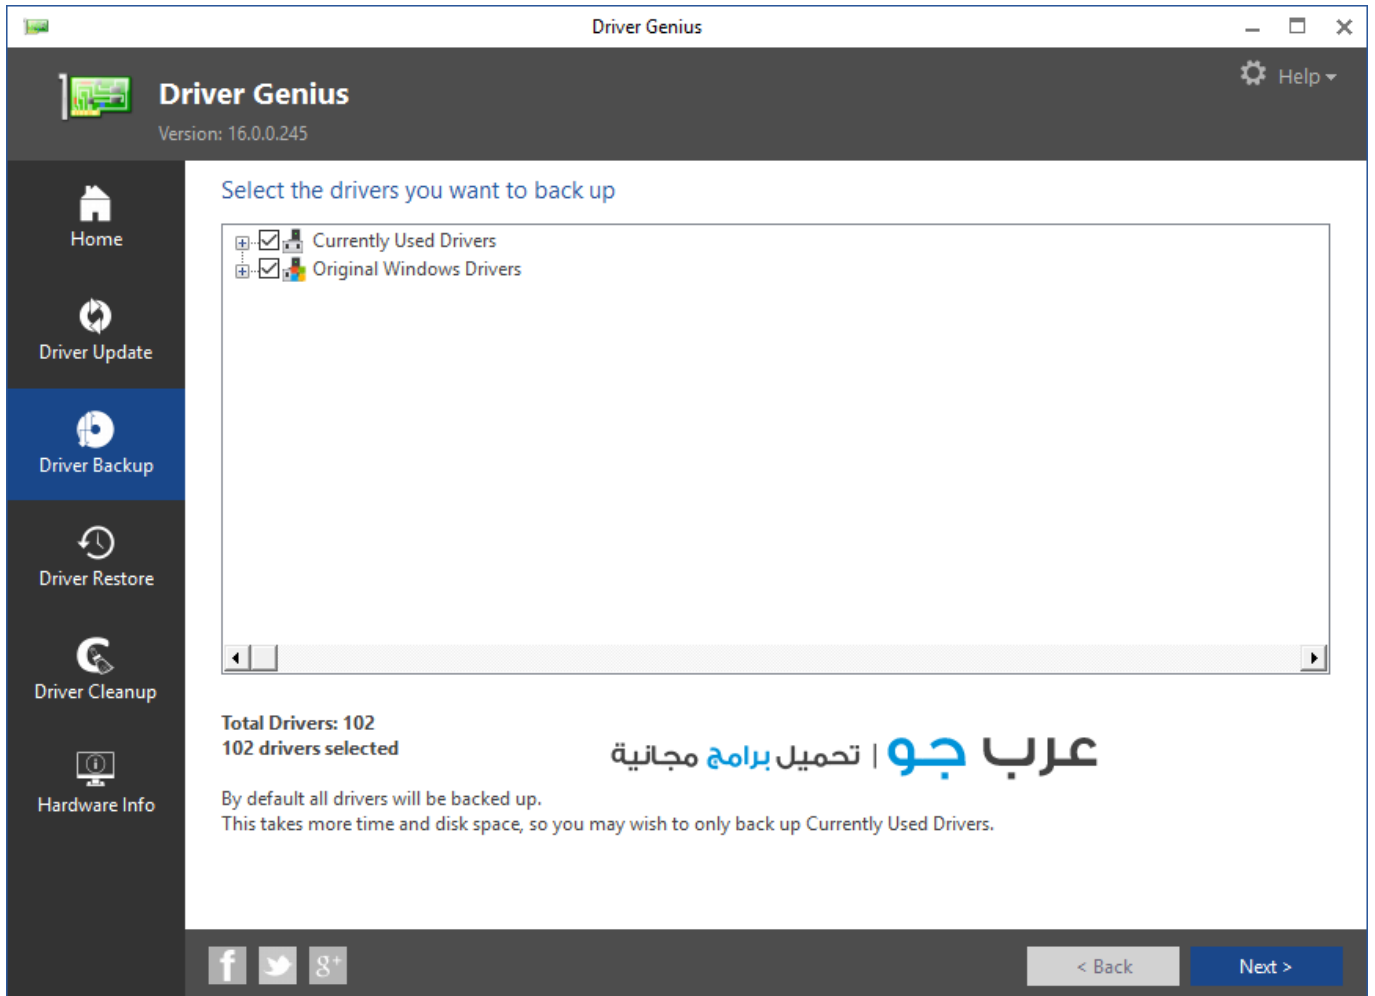 Driver Genius
Driver Genius
Version: 16.0.0.245
Help
Home
Driver Update
Driver Backup
Driver Restore
Driver Cleanup
Hardware Info
Select the drivers you want to back up
Currently Used Drivers
Original Windows Drivers
Total Drivers: 102
102 drivers selected
عرب جو | تحميل برامج مجانية
By default all drivers will be backed up.
This takes more time and disk space, so you may wish to only back up Currently Used Drivers.
f
g+
< Back
Next >